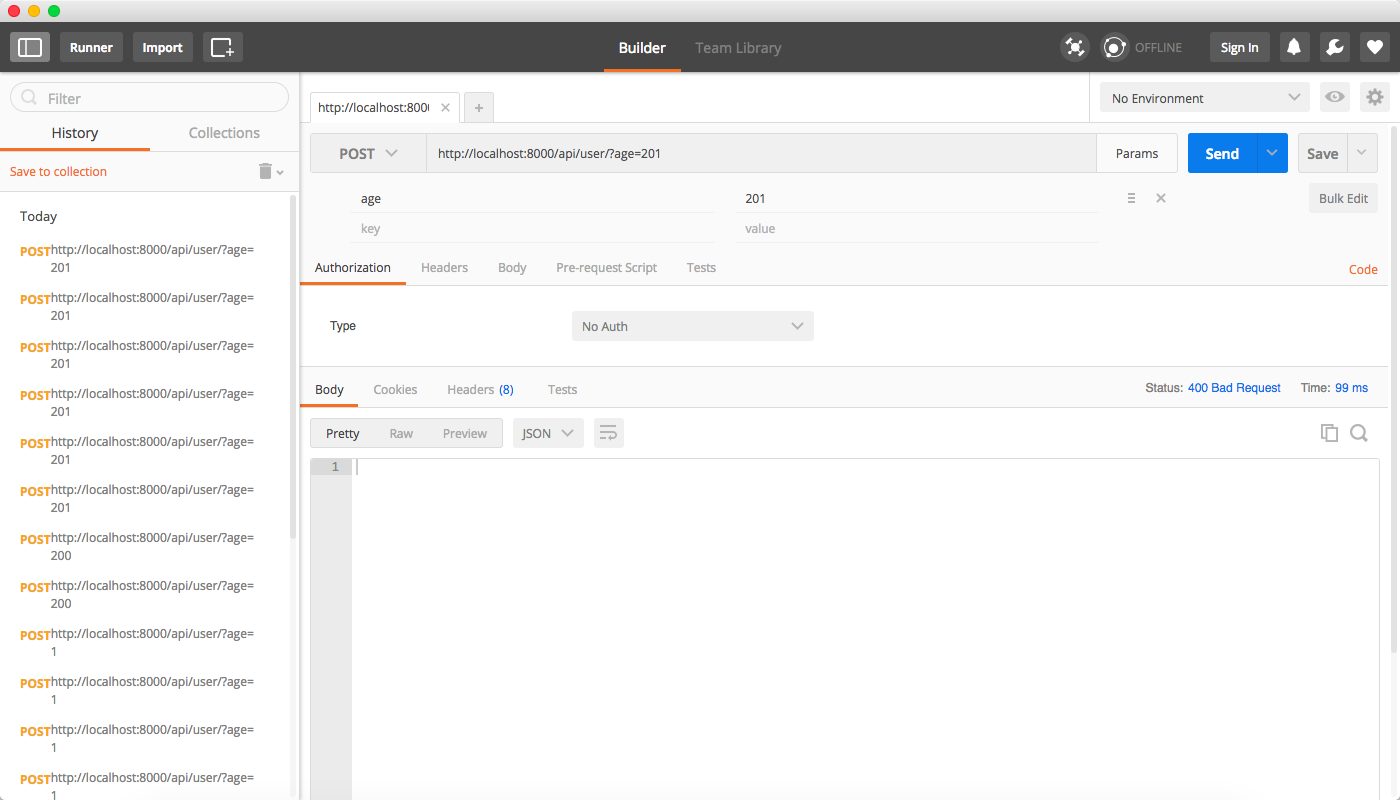 Runner
Import
Builder
Team Library
OFFLINE
Sign In
Filter
History
Collections
Save to collection
Today
POST http://localhost:8000/api/user/?age=
201
POST http://localhost:8000/api/user/?age=
201
POST http://localhost:8000/api/user/?age=
201
POST http://localhost:8000/api/user/?age=
201
POST http://localhost:8000/api/user/?age=
201
POST http://localhost:8000/api/user/?age=
201
POST http://localhost:8000/api/user/?age=
200
POST http://localhost:8000/api/user/?age=
200
POST http://localhost:8000/api/user/?age=
1
POST http://localhost:8000/api/user/?age=
1
POST http://localhost:8000/api/user/?age=
1
POST http://localhost:8000/api/user/?age=
1
http://localhost:800
No Environment
POST
http://localhost:8000/api/user/?age=201
Params
Send
Save
age
201
Bulk Edit
key
value
Authorization
Headers
Body
Pre-request Script
Tests
Code
Type
No Auth
Body
Cookies
Headers (8)
Tests
Status: 400 Bad Request
Time: 99 ms
Pretty
Raw
Preview
JSON
1